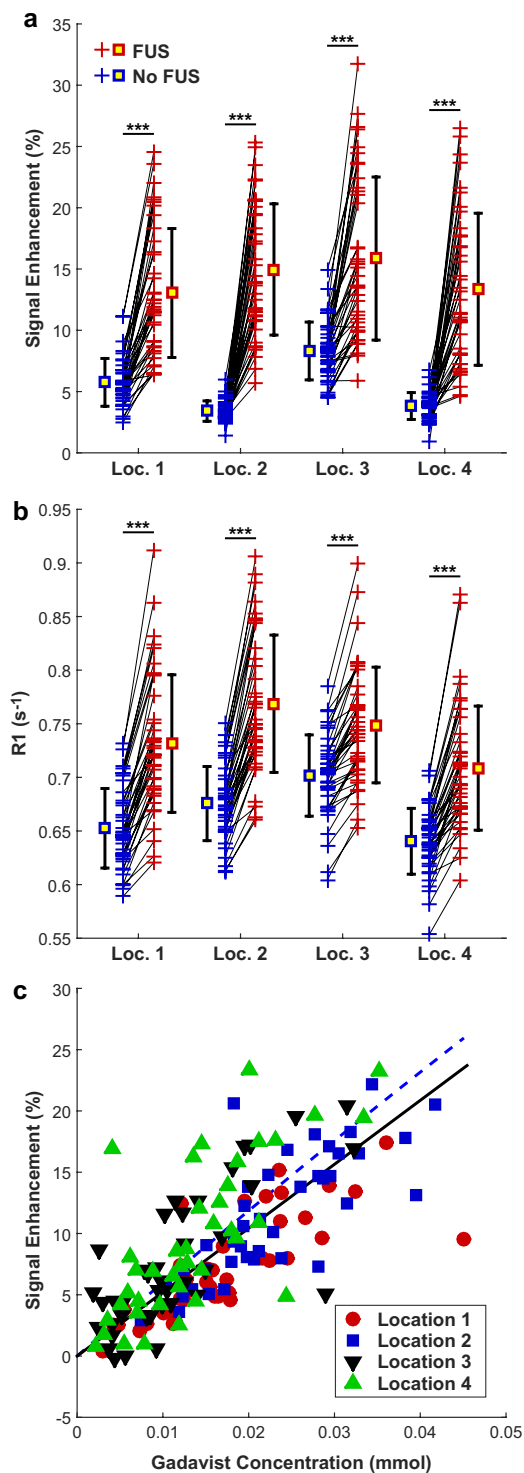 a
35
30
25
20
15
10
5
0
Signal Enhancement (%)
FUS
No FUS
***
***
***
***
Loc. 1 Loc. 2 Loc. 3 Loc. 4
b
0.95
0.9
0.85
0.8
0.75
0.7
0.65
0.6
0.55
R1 (s⁻¹)
***
***
***
***
Loc. 1 Loc. 2 Loc. 3 Loc. 4
c
30
25
20
15
10
5
0
-5
Signal Enhancement (%)
Location 1
Location 2
Location 3
Location 4
0 0.01 0.02 0.03 0.04 0.05
Gadavist Concentration (mmol)